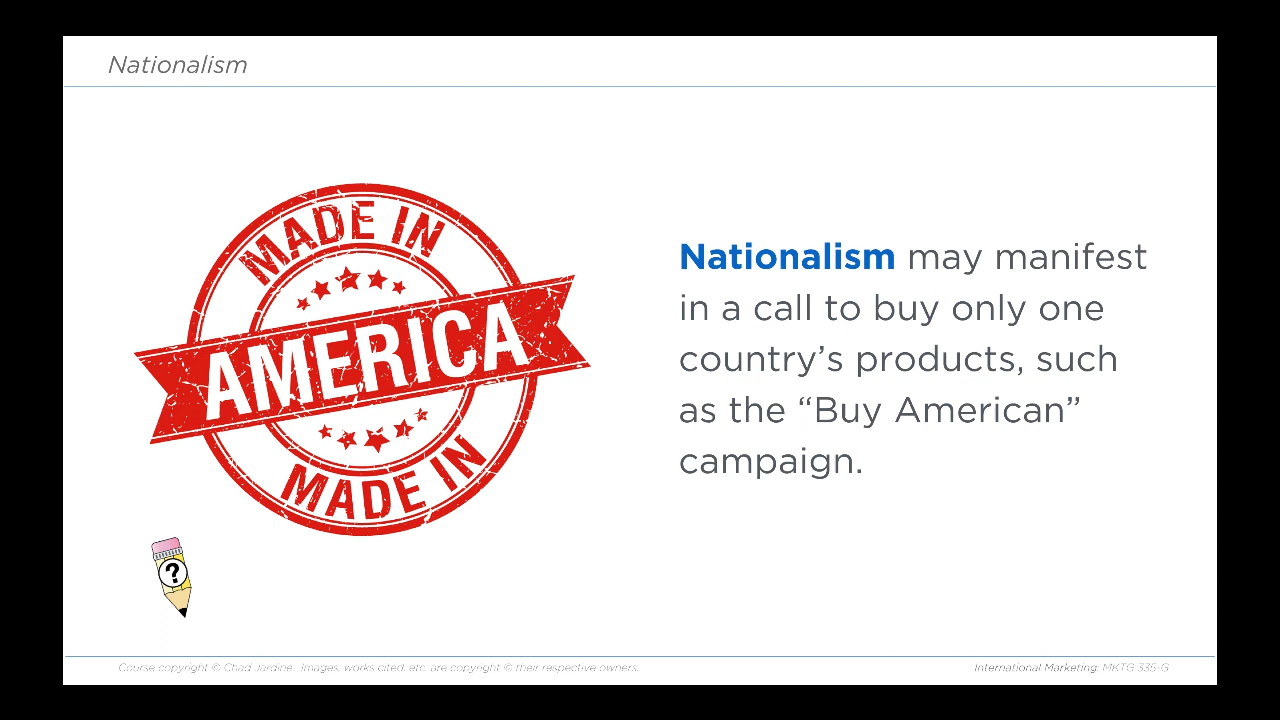 Nationalism
MADE IN
AMERICA
MADE IN
Nationalism may manifest
in a call to buy only one
country’s products, such
as the “Buy American”
campaign.
?
Course copyright © Chad Jardine. Images, works cited, etc. are copyright © their respective owners.
International Marketing: MKTG 335-G